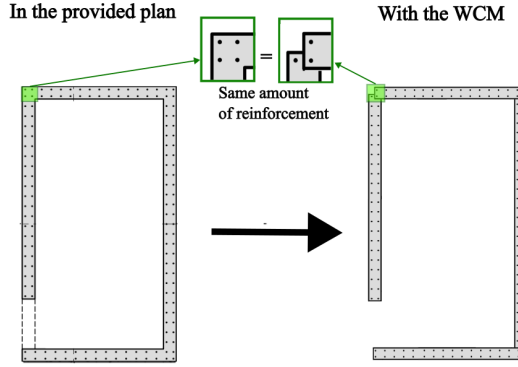 In the provided plan
With the WCM
=
Same amount
of reinforcement